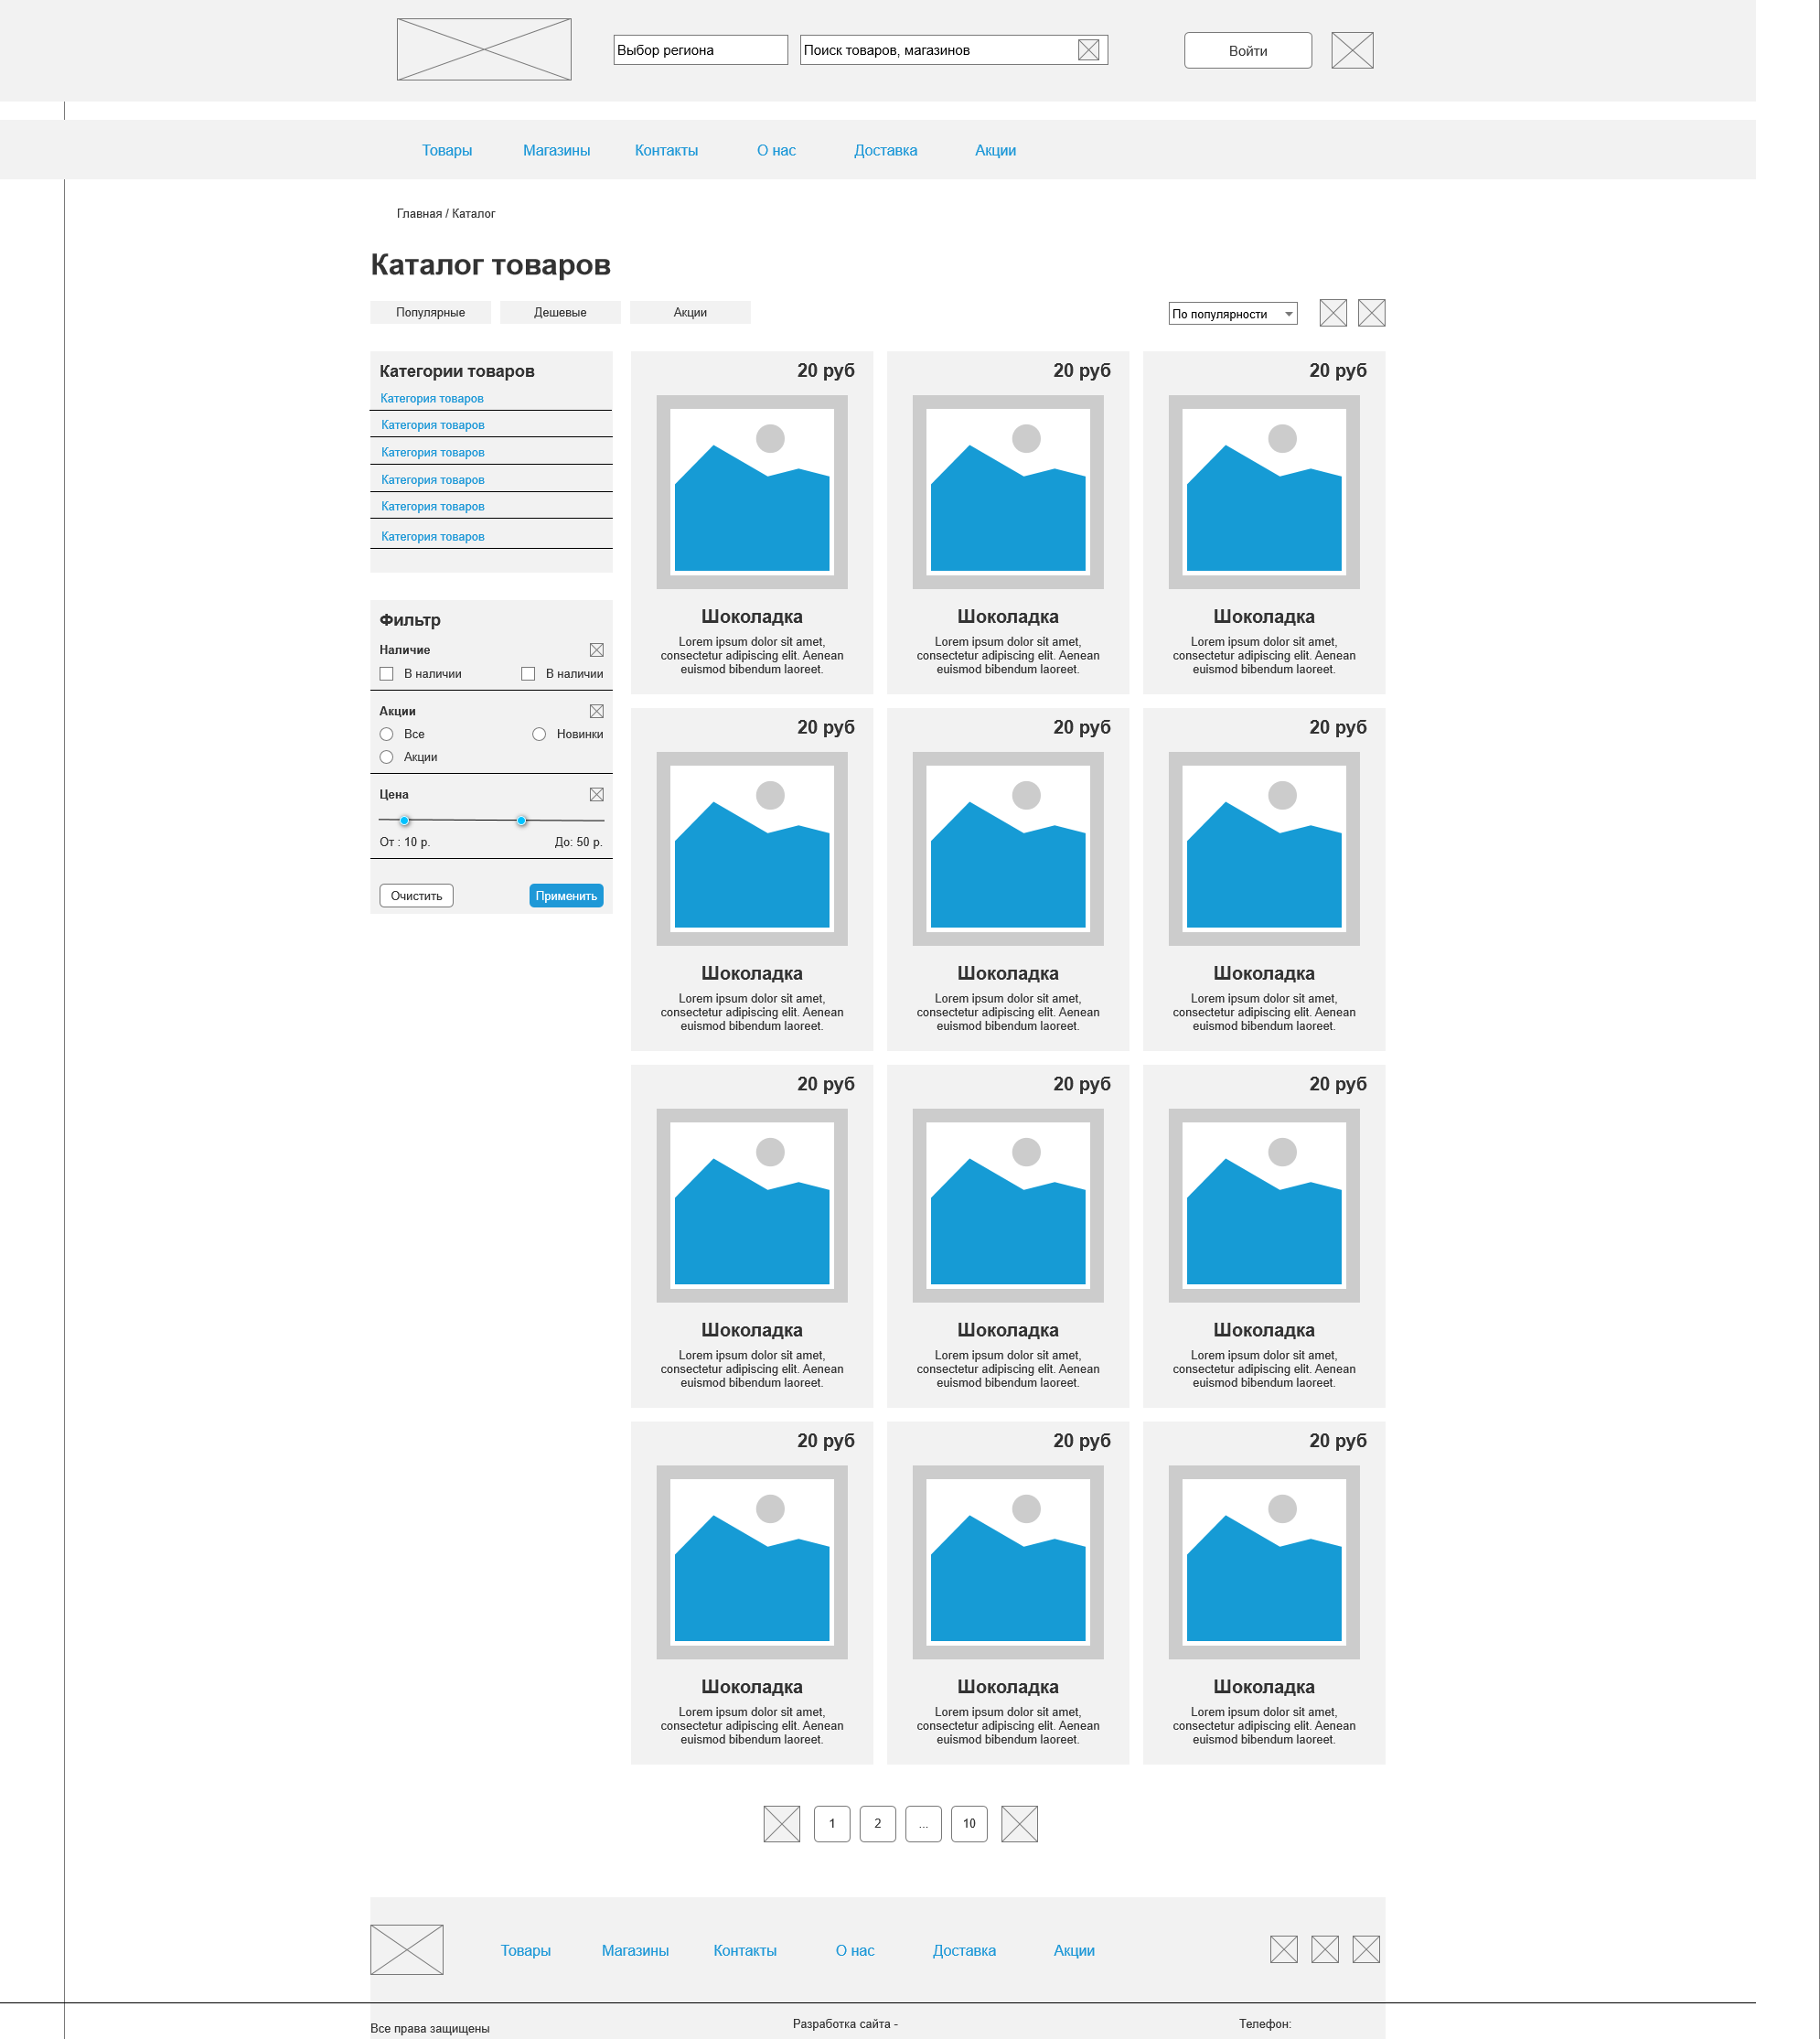 Выбор региона
Поиск товаров, магазинов
Войти
Товары Магазины Контакты О нас Доставка Акции
Главная / Каталог
Каталог товаров
Популярные Дешевые Акции
По популярности
Категории товаров
Категория товаров
Категория товаров
Категория товаров
Категория товаров
Категория товаров
Категория товаров
Фильтр
Наличие
В наличии В наличии
Акции
Все Новинки
Акции
Цена
От : 10 р. До: 50 р.
Очистить Применить
20 руб
Шоколадка
Lorem ipsum dolor sit amet,
consectetur adipiscing elit. Aenean
euismod bibendum laoreet.
20 руб
Шоколадка
Lorem ipsum dolor sit amet,
consectetur adipiscing elit. Aenean
euismod bibendum laoreet.
20 руб
Шоколадка
Lorem ipsum dolor sit amet,
consectetur adipiscing elit. Aenean
euismod bibendum laoreet.
20 руб
Шоколадка
Lorem ipsum dolor sit amet,
consectetur adipiscing elit. Aenean
euismod bibendum laoreet.
20 руб
Шоколадка
Lorem ipsum dolor sit amet,
consectetur adipiscing elit. Aenean
euismod bibendum laoreet.
20 руб
Шоколадка
Lorem ipsum dolor sit amet,
consectetur adipiscing elit. Aenean
euismod bibendum laoreet.
20 руб
Шоколадка
Lorem ipsum dolor sit amet,
consectetur adipiscing elit. Aenean
euismod bibendum laoreet.
20 руб
Шоколадка
Lorem ipsum dolor sit amet,
consectetur adipiscing elit. Aenean
euismod bibendum laoreet.
20 руб
Шоколадка
Lorem ipsum dolor sit amet,
consectetur adipiscing elit. Aenean
euismod bibendum laoreet.
20 руб
Шоколадка
Lorem ipsum dolor sit amet,
consectetur adipiscing elit. Aenean
euismod bibendum laoreet.
20 руб
Шоколадка
Lorem ipsum dolor sit amet,
consectetur adipiscing elit. Aenean
euismod bibendum laoreet.
20 руб
Шоколадка
Lorem ipsum dolor sit amet,
consectetur adipiscing elit. Aenean
euismod bibendum laoreet.
1 2 ... 10
Товары Магазины Контакты О нас Доставка Акции
Все права защищены
Разработка сайта -
Телефон: